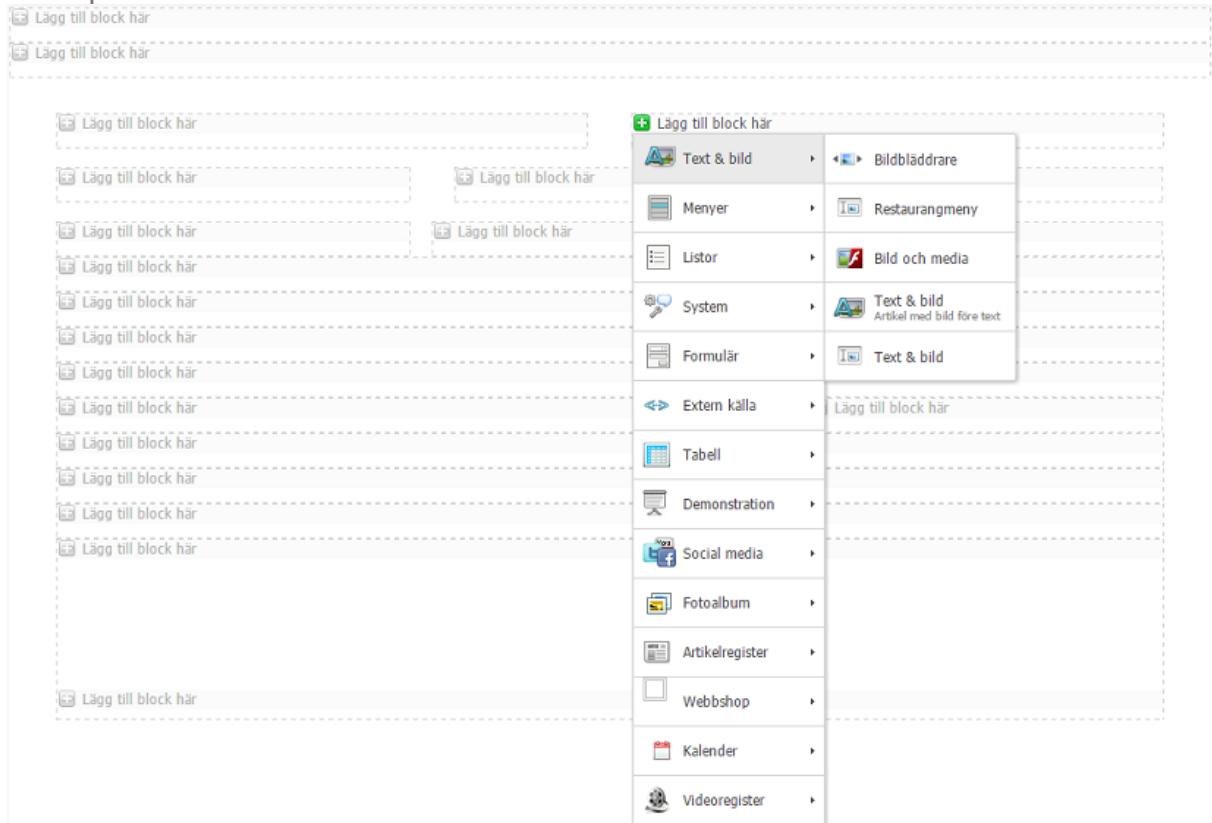 Lägg till block här
Lägg till block här
Lägg till block här
Lägg till block här
Text & bild
Bildbläddrare
Lägg till block här
Lägg till block här
Menyer
Restaurangmeny
Lägg till block här
Lägg till block här
Listor
Bild och media
Lägg till block här
Lägg till block här
System
Text & bild
Artikel med bild före text
Lägg till block här
Formulär
Text & bild
Lägg till block här
Lägg till block här
Extern källa
Lägg till block här
Lägg till block här
Tabell
Lägg till block här
Demonstration
Lägg till block här
Lägg till block här
Social media
Fotoalbum
Artikelregister
Lägg till block här
Webbshop
Kalender
Videoregister